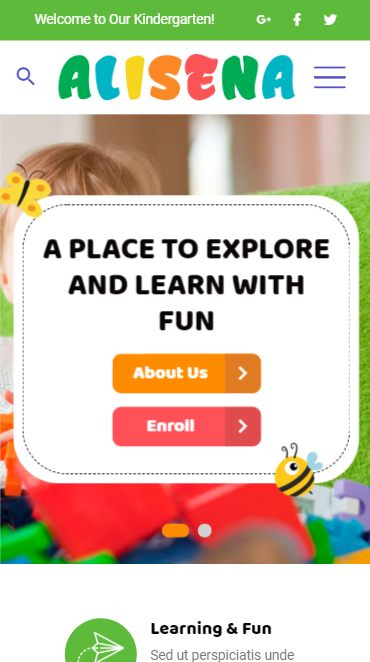 Welcome to Our Kindergarten!
ALISENA
A PLACE TO EXPLORE
AND LEARN WITH
FUN
About Us
Enroll
Learning & Fun
Sed ut perspiciatis unde